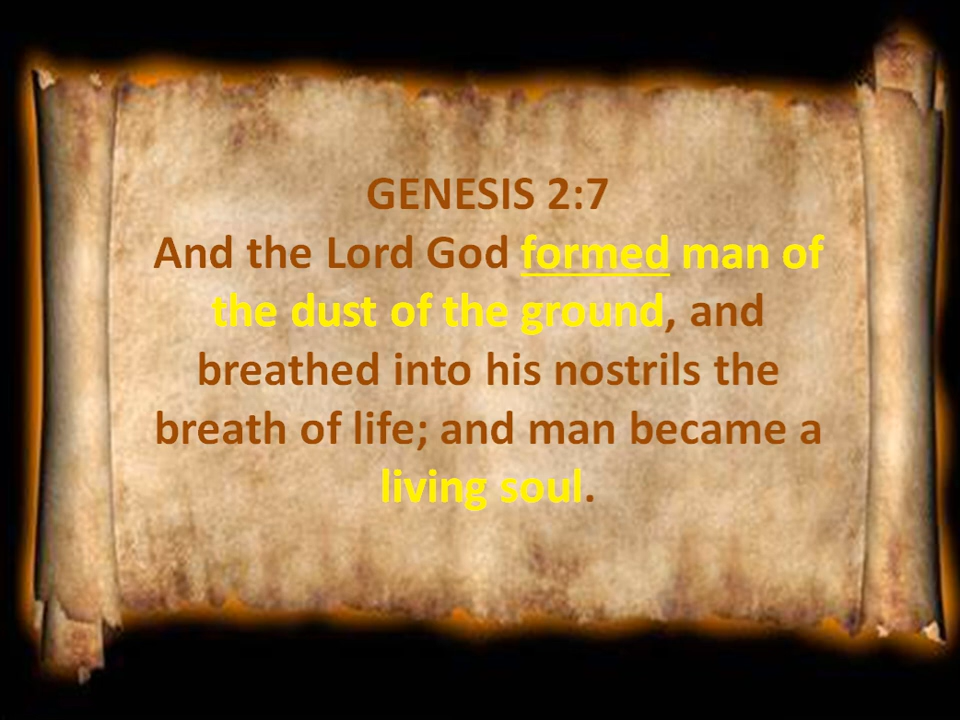 GENESIS 2:7
And the Lord God formed man of
the dust of the ground, and
breathed into his nostrils the
breath of life; and man became a
living soul.